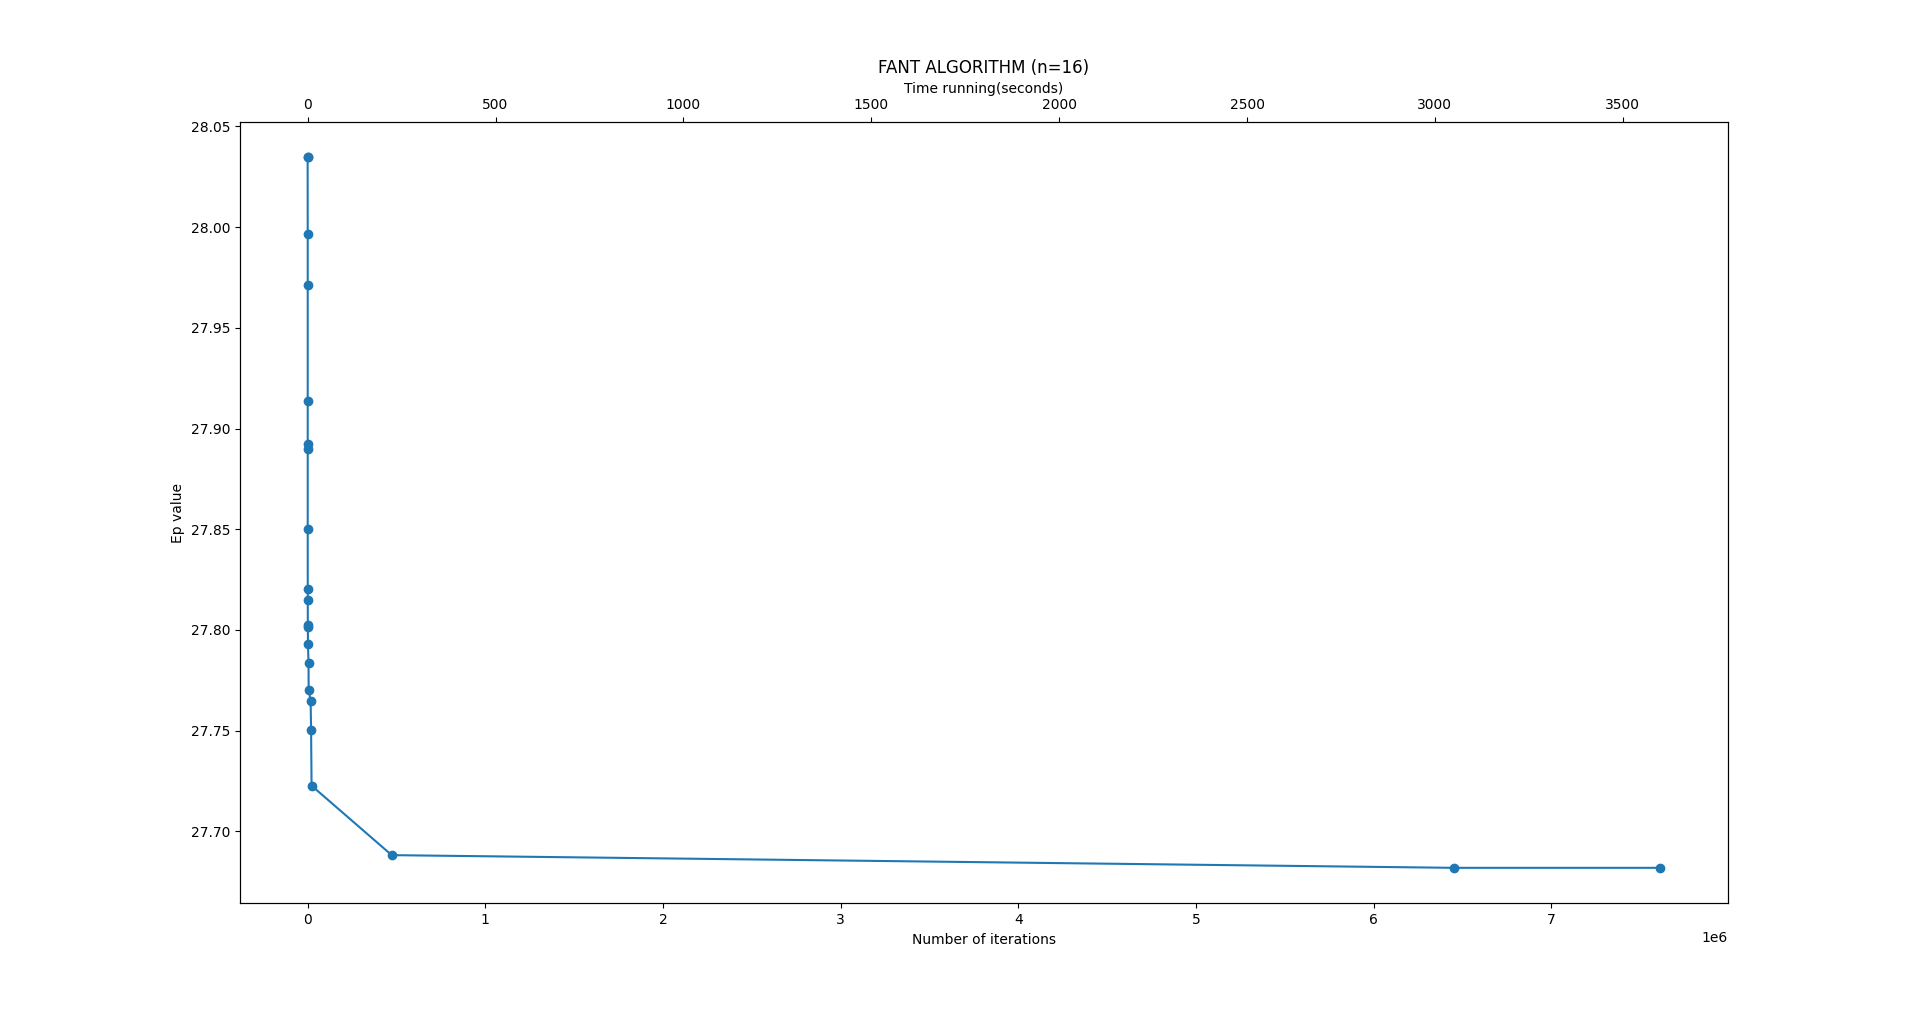 FANT ALGORITHM (n=16)
Time running(seconds)
0 500 1000 1500 2000 2500 3000 3500
28.05
28.00
27.95
27.90
27.85
27.80
27.75
27.70
Ep value
0 1 2 3 4 5 6 7
1e6
Number of iterations